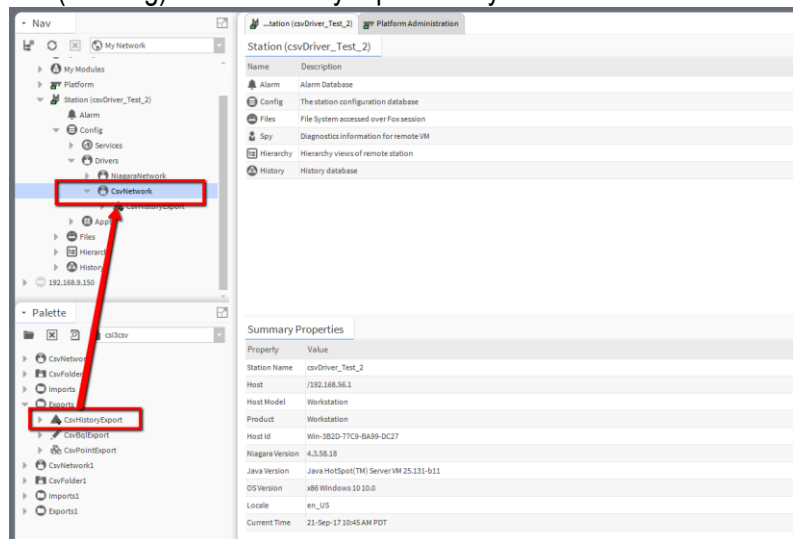 Nav
My Network
My Modules
Platform
Station (csvDriver_Test_2)
Alarm
Config
Services
Drivers
NiagaraNetwork
CsvNetwork
CsvHistoryExport
Apps
Files
Hierarchy
History
192.168.9.150
Palette
csi3csv
CsvNetwork
CsvFolder
Imports
Exports
CsvHistoryExport
CsvBqlExport
CsvPointExport
CsvNetwork1
CsvFolder1
Imports1
Exports1
...tation (csvDriver_Test_2) Platform Administration
Station (csvDriver_Test_2)
Name Description
Alarm Alarm Database
Config The station configuration database
Files File System accessed over Fox session
Spy Diagnostics information for remote VM
Hierarchy Hierarchy views of remote station
History History database
Summary Properties
Property Value
Station Name csvDriver_Test_2
Host /192.168.56.1
Host Model Workstation
Product Workstation
Host Id Win-3B2D-77C9-BA99-DC27
Niagara Version 4.3.58.18
Java Version Java HotSpot(TM) Server VM 25.131-b11
OS Version x86 Windows 10 10.0
Locale en_US
Current Time 21-Sep-17 10:45 AM PDT